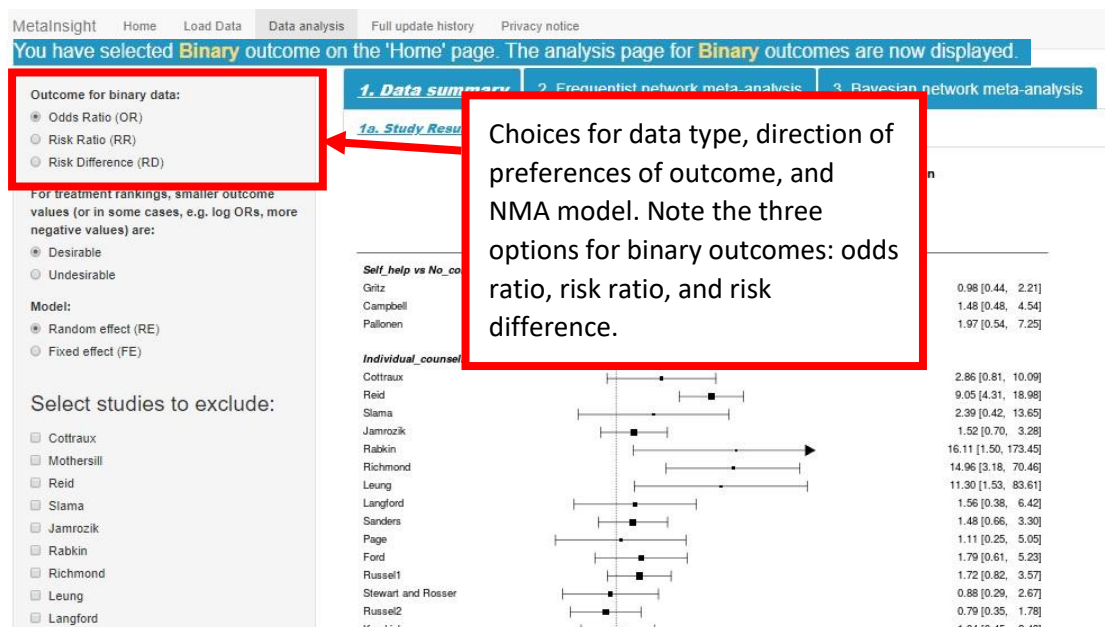 MetaInsight Home Load Data Data analysis Full update history Privacy notice
You have selected Binary outcome on the 'Home' page. The analysis page for Binary outcomes are now displayed.
Outcome for binary data:
Odds Ratio (OR)
Risk Ratio (RR)
Risk Difference (RD)
For treatment rankings, smaller outcome
values (or in some cases, e.g. log ORs, more
negative values) are:
Desirable
Undesirable
Model:
Random effect (RE)
Fixed effect (FE)
Select studies to exclude:
Cottraux
Mothersill
Reid
Slama
Jamrozik
Rabkin
Richmond
Leung
Langford
1. Data summary 2. Frequentist network meta-analysis 3. Bayesian network meta-analysis
1a. Study Resu
Choices for data type, direction of
preferences of outcome, and
NMA model. Note the three
options for binary outcomes: odds
ratio, risk ratio, and risk
difference.
n
Self_help vs No_co
Gritz 0.98 [0.44, 2.21]
Campbell 1.48 [0.48, 4.54]
Pallonen 1.97 [0.54, 7.25]
Individual_counsel
Cottraux 2.86 [0.81, 10.09]
Reid 9.05 [4.31, 18.98]
Slama 2.39 [0.42, 13.65]
Jamrozik 1.52 [0.70, 3.28]
Rabkin 16.11 [1.50, 173.45]
Richmond 14.96 [3.18, 70.46]
Leung 11.30 [1.53, 83.61]
Langford 1.56 [0.38, 6.42]
Sanders 1.48 [0.66, 3.30]
Page 1.11 [0.25, 5.05]
Ford 1.79 [0.61, 5.23]
Russel1 1.72 [0.82, 3.57]
Stewart and Rosser 0.88 [0.29, 2.67]
Russel2 0.79 [0.35, 1.78]